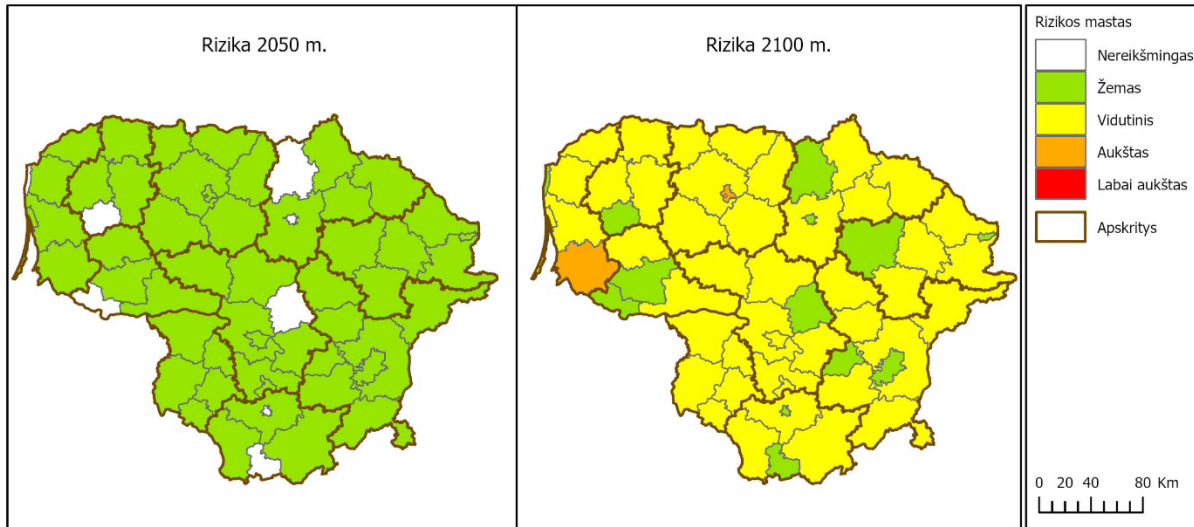 Rizika 2050 m.
Rizika 2100 m.
Rizikos mastas
Nereikšmingas
Žemas
Vidutinis
Aukštas
Labai aukštas
Apskritys
0 20 40 80 Km